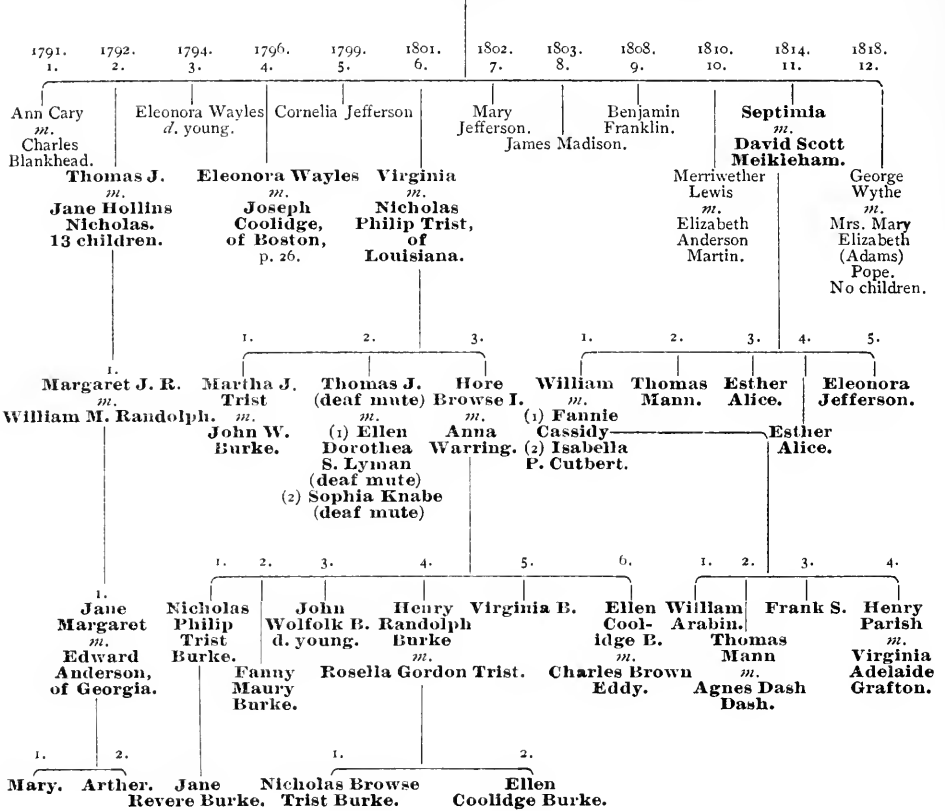 1791. 1792. 1794. 1796. 1799. 1801. 1802. 1803. 1808. 1810. 1814. 1818.
1. 2. 3. 4. 5. 6. 7. 8. 9. 10. 11. 12.
Ann Cary
m.
Charles
Blankhead.
Thomas J.
m.
Jane Hollins
Nicholas.
13 children.
Eleonora Wayles
d. young.
Eleonora Wayles
m.
Joseph
Coolidge,
of Boston,
p. 26.
Cornelia Jefferson
Virginia
m.
Nicholas
Philip Trist,
of
Louisiana.
Mary
Jefferson.
James Madison.
Benjamin
Franklin.
Merriwether
Lewis
m.
Elizabeth
Anderson
Martin.
Septimia
m.
David Scott
Meikleham.
George
Wythe
m.
Mrs. Mary
Elizabeth
(Adams)
Pope.
No children.
1.
Margaret J. R.
m.
William M. Randolph.
1. 2. 3.
Martha J.
Trist
m.
John W.
Burke.
Thomas J.
(deaf mute)
m.
(1) Ellen
Dorothea
S. Lyman
(deaf mute)
(2) Sophia Knabe
(deaf mute)
Hore
Browse I.
m.
Anna
Warring.
1. 2. 3. 4. 5.
William
m.
(1) Fannie
Cassidy
(2) Isabella
P. Cutbert.
Thomas
Mann.
Esther
Alice.
Esther
Alice.
Eleonora
Jefferson.
1.
Jane
Margaret
m.
Edward
Anderson,
of Georgia.
1. 2. 3. 4. 5. 6.
Nicholas
Philip
Trist
Burke.
Fanny
Maury
Burke.
John
Wolfolk B.
d. young.
Henry
Randolph
Burke
m.
Rosella Gordon Trist.
Virginia B.
Ellen
Cool-
idge B.
m.
Charles Brown
Eddy.
1. 2. 3. 4.
William
Arabin.
Thomas
Mann
m.
Agnes Dash
Dash.
Frank S.
Henry
Parish
m.
Virginia
Adelaide
Grafton.
1. 2.
Mary. Arther.
Jane
Revere Burke.
1. 2.
Nicholas Browse
Trist Burke.
Ellen
Coolidge Burke.